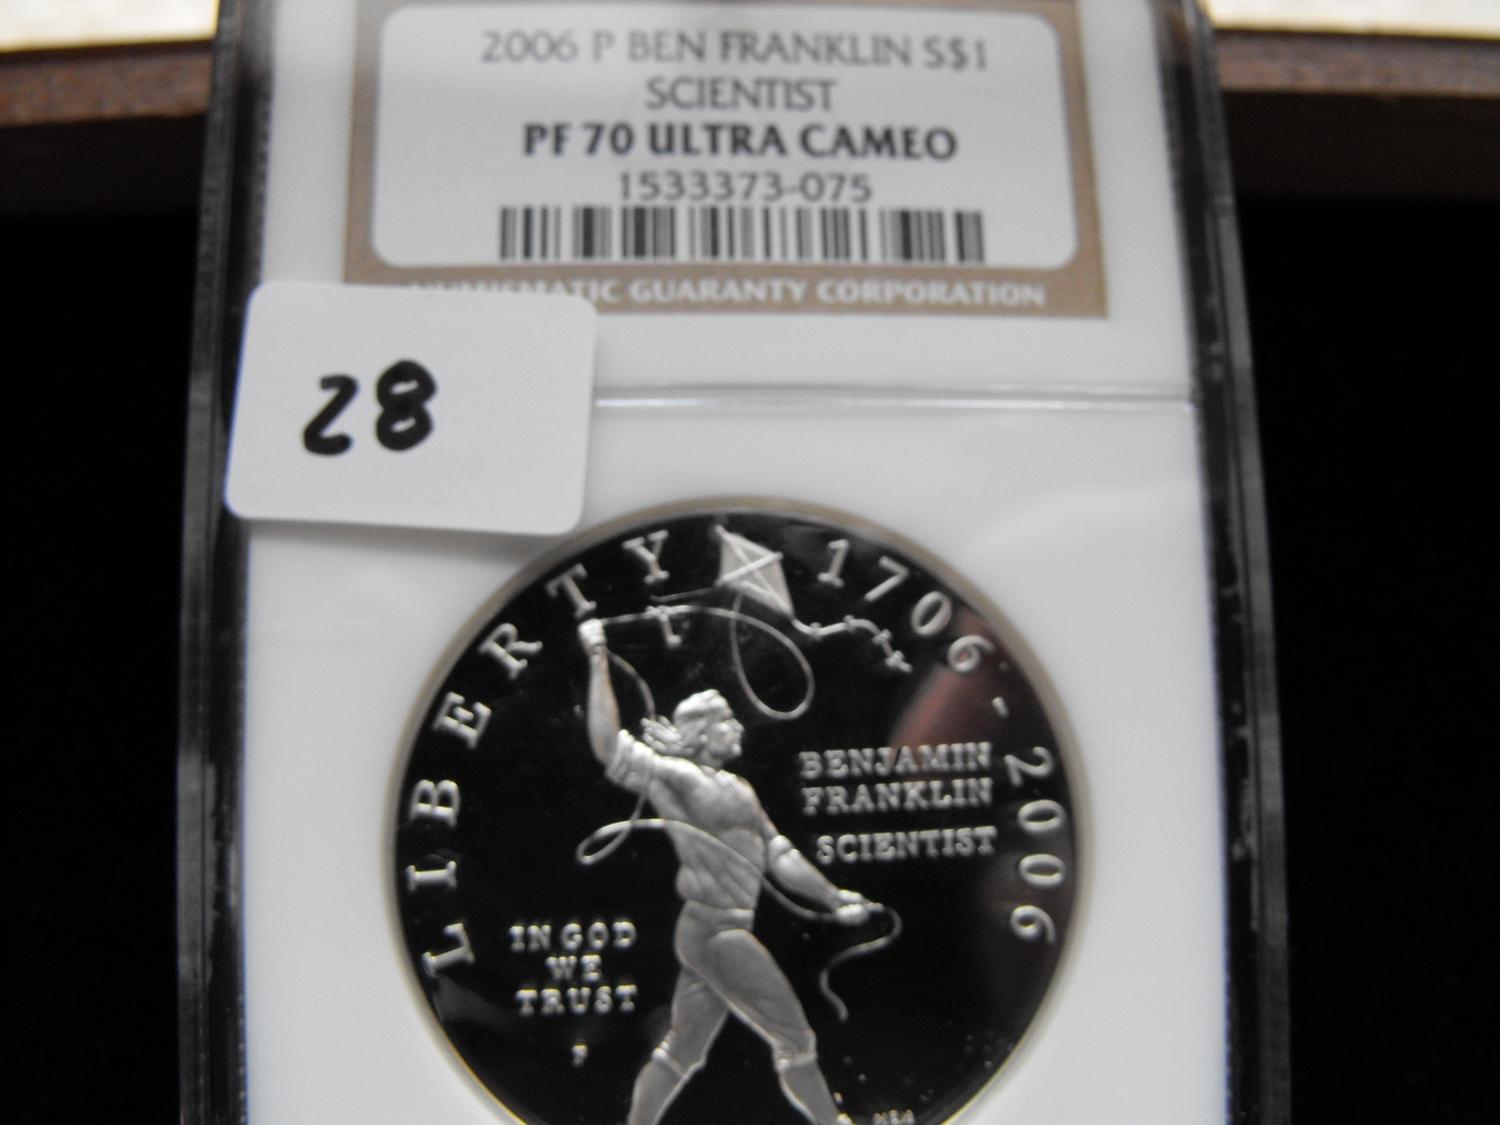 2006 P BEN FRANKLIN S$1
SCIENTIST
PF 70 ULTRA CAMEO
1533373-075
NUMISMATIC GUARANTY CORPORATION
28
LIBERTY 1706-2006
BENJAMIN
FRANKLIN
SCIENTIST
IN GOD
WE
TRUST
P